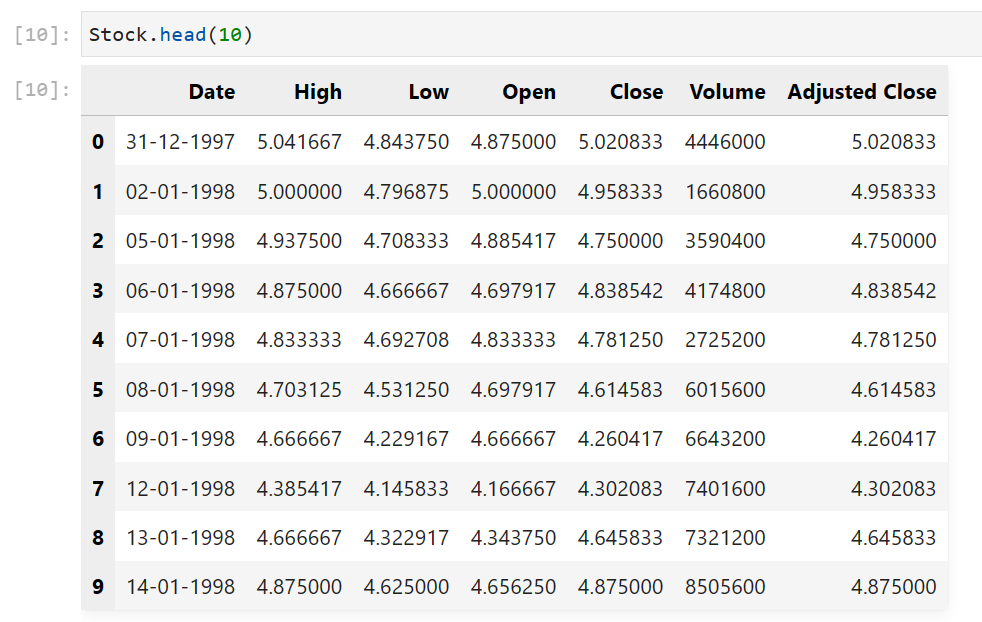 [10]: Stock.head(10)
[10]:
Date High Low Open Close Volume Adjusted Close
0 31-12-1997 5.041667 4.843750 4.875000 5.020833 4446000 5.020833
1 02-01-1998 5.000000 4.796875 5.000000 4.958333 1660800 4.958333
2 05-01-1998 4.937500 4.708333 4.885417 4.750000 3590400 4.750000
3 06-01-1998 4.875000 4.666667 4.697917 4.838542 4174800 4.838542
4 07-01-1998 4.833333 4.692708 4.833333 4.781250 2725200 4.781250
5 08-01-1998 4.703125 4.531250 4.697917 4.614583 6015600 4.614583
6 09-01-1998 4.666667 4.229167 4.666667 4.260417 6643200 4.260417
7 12-01-1998 4.385417 4.145833 4.166667 4.302083 7401600 4.302083
8 13-01-1998 4.666667 4.322917 4.343750 4.645833 7321200 4.645833
9 14-01-1998 4.875000 4.625000 4.656250 4.875000 8505600 4.875000